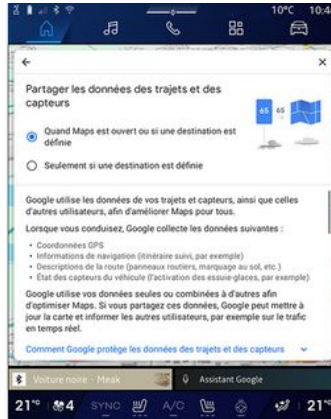 10°C 10:4
Partager les données des trajets et des
capteurs
65 65
Quand Maps est ouvert ou si une destination est
définie
Seulement si une destination est définie
Google utilise les données de vos trajets et capteurs, ainsi que celles
d'autres utilisateurs, afin d'améliorer Maps pour tous.
Lorsque vous conduisez, Google collecte les données suivantes :
• Coordonnées GPS
• Informations de navigation (itinéraire suivi, par exemple)
• Descriptions de la route (panneaux routiers, marquage au sol, etc.)
• État des capteurs du véhicule (l'activation des essuie-glaces, par exemple)
Google utilise vos données seules ou combinées à d'autres afin
d'optimiser Maps. Si vous partagez ces données, Google peut mettre à
jour la carte et informer les autres utilisateurs, par exemple sur le trafic
en temps réel.
Comment Google protège les données des trajets et capteurs
Voiture noire - Meak
Assistant Google
21° 4 SYNC A/C 21°